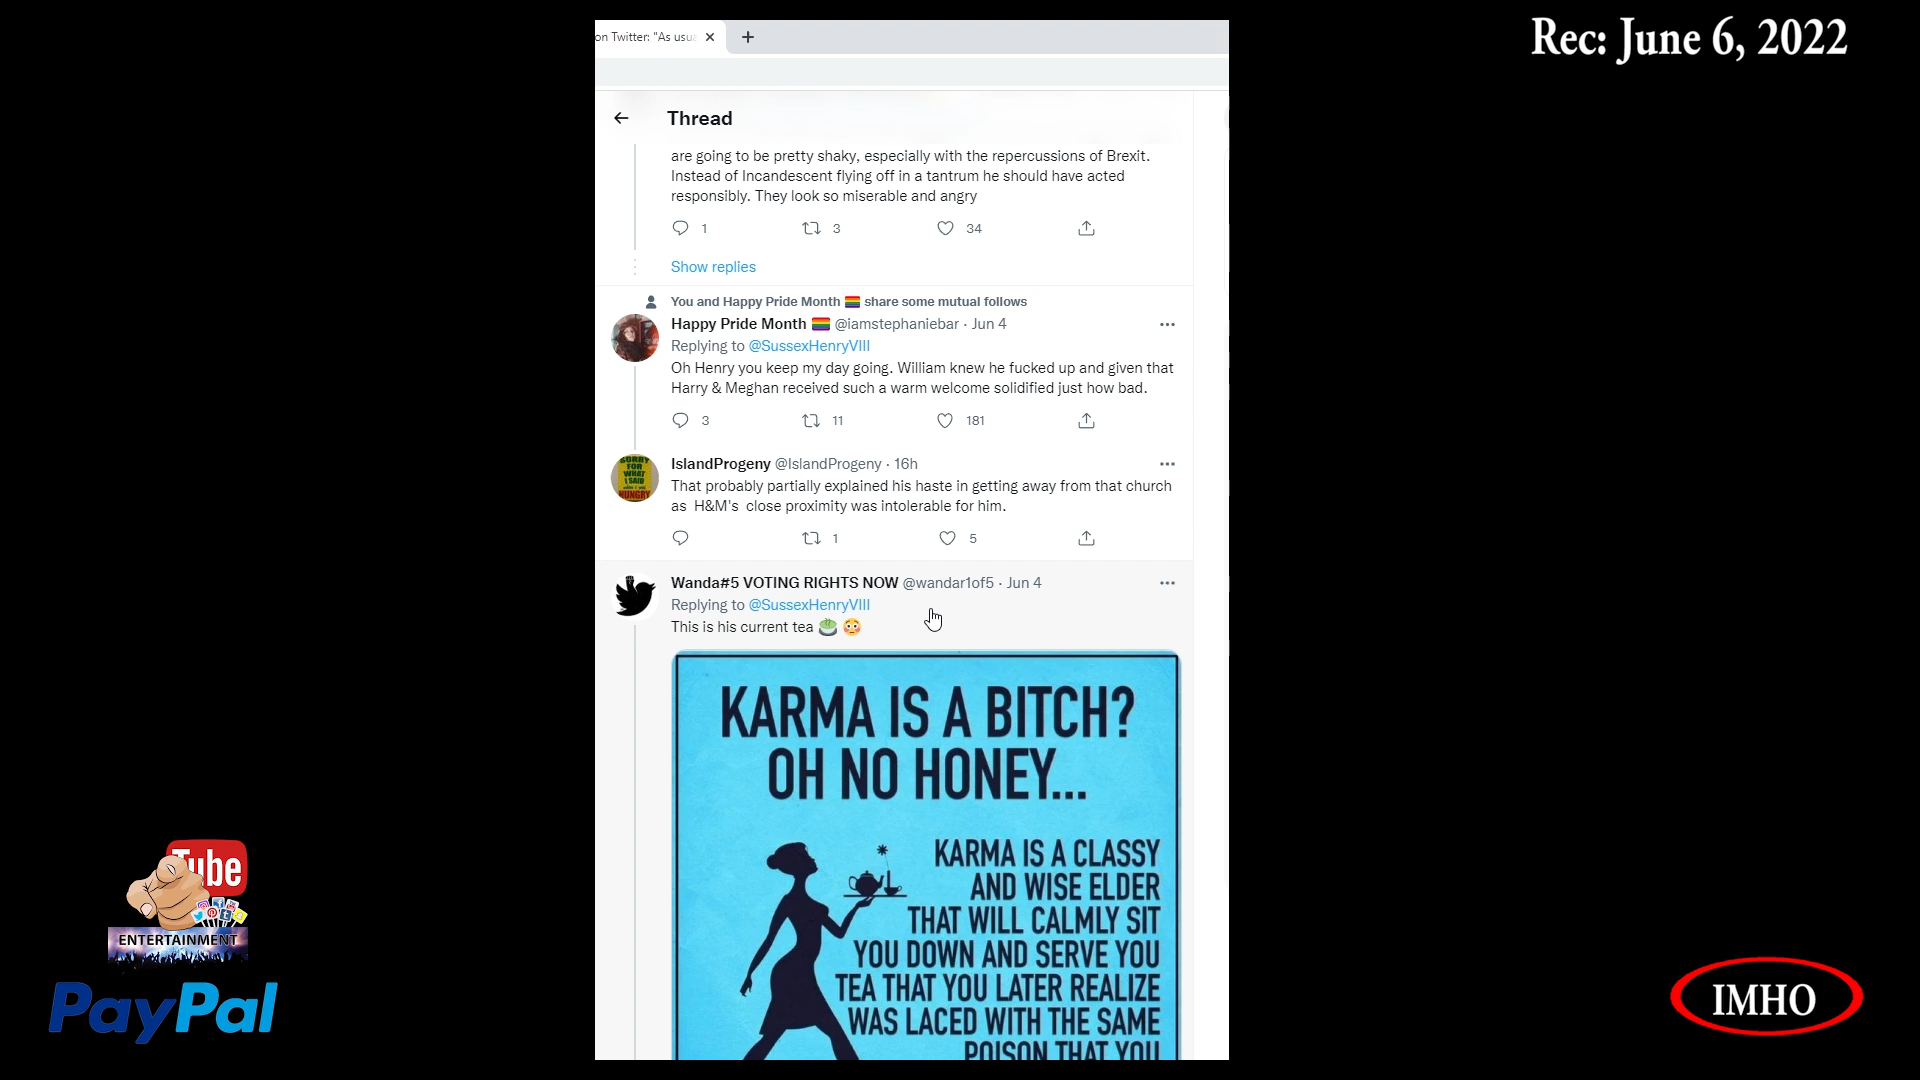 on Twitter: "As usu
Rec: June 6, 2022
Thread
are going to be pretty shaky, especially with the repercussions of Brexit.
Instead of Incandescent flying off in a tantrum he should have acted
responsibly. They look so miserable and angry
1 3 34
Show replies
You and Happy Pride Month 🏳️‍🌈 share some mutual follows
Happy Pride Month 🏳️‍🌈 @iamstephaniebar · Jun 4
Replying to @SussexHenryVIII
Oh Henry you keep my day going. William knew he fucked up and given that
Harry & Meghan received such a warm welcome solidified just how bad.
3 11 181
SORRY
FOR
WHAT
I SAID
HUNGRY
IslandProgeny @IslandProgeny · 16h
That probably partially explained his haste in getting away from that church
as H&M's close proximity was intolerable for him.
1 5
Wanda#5 VOTING RIGHTS NOW @wandar1of5 · Jun 4
Replying to @SussexHenryVIII
This is his current tea 🍵 😳
KARMA IS A BITCH?
OH NO HONEY...
KARMA IS A CLASSY
AND WISE ELDER
THAT WILL CALMLY SIT
YOU DOWN AND SERVE YOU
TEA THAT YOU LATER REALIZE
WAS LACED WITH THE SAME
POISON THAT YOU
Tube
ENTERTAINMENT
PayPal
IMHO